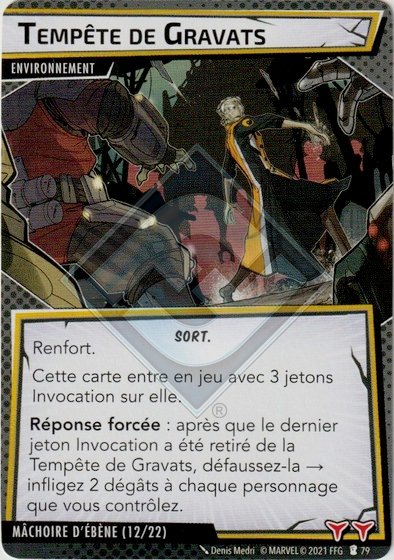 Tempête de Gravats
ENVIRONNEMENT
SORT.
Renfort.
Cette carte entre en jeu avec 3 jetons
Invocation sur elle.
®
Réponse forcée : après que le dernier
jeton Invocation a été retiré de la
Tempête de Gravats, défaussez-la →
infligez 2 dégâts à chaque personnage
que vous contrôlez.
MÂCHOIRE D'ÉBÈNE (12/22)
Denis Medri © MARVEL © 2021 FFG 79